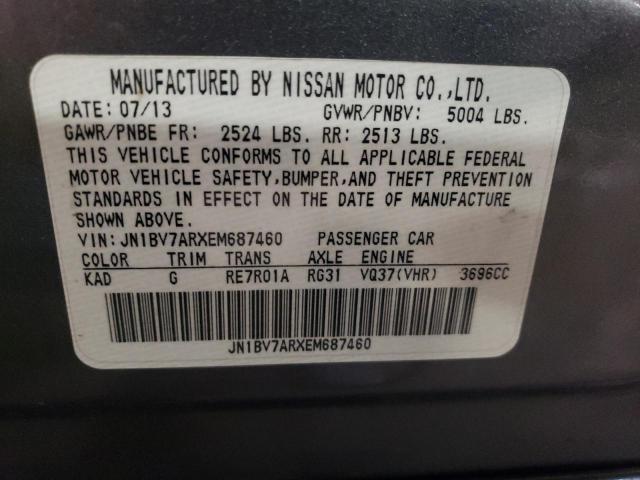 MANUFACTURED BY NISSAN MOTOR CO.,LTD.
DATE: 07/13 GVWR/PNBV: 5004 LBS.
GAWR/PNBE FR: 2524 LBS. RR: 2513 LBS.
THIS VEHICLE CONFORMS TO ALL APPLICABLE FEDERAL
MOTOR VEHICLE SAFETY,BUMPER,AND THEFT PREVENTION
STANDARDS IN EFFECT ON THE DATE OF MANUFACTURE
SHOWN ABOVE.
VIN:JN1BV7ARXEM687460 PASSENGER CAR
COLOR TRIM TRANS AXLE ENGINE
KAD G RE7R01A RG31 VQ37(VHR) 3696CC
JN1BV7ARXEM687460